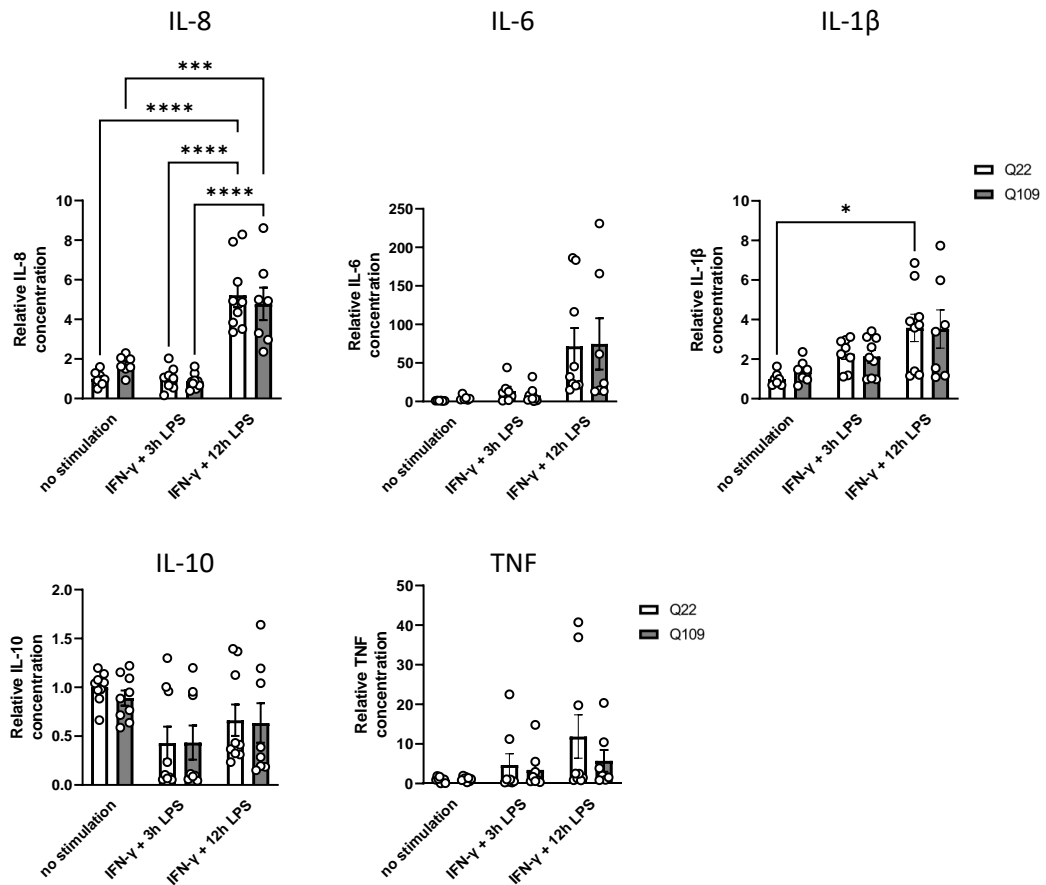 IL-8
***
****
****
****
10
8
6
4
2
0
Relative IL-8
concentration
no stimulation
IFN-γ + 3h LPS
IFN-γ + 12h LPS
IL-6
250
200
150
100
50
0
Relative IL-6
concentration
no stimulation
IFN-γ + 3h LPS
IFN-γ + 12h LPS
IL-1β
*
10
8
6
4
2
0
Relative IL-1β
concentration
no stimulation
IFN-γ + 3h LPS
IFN-γ + 12h LPS
Q22
Q109
IL-10
2.0
1.5
1.0
0.5
0.0
Relative IL-10
concentration
no stimulation
IFN-γ + 3h LPS
IFN-γ + 12h LPS
TNF
50
40
30
20
10
0
Relative TNF
concentration
no stimulation
IFN-γ + 3h LPS
IFN-γ + 12h LPS
Q22
Q109